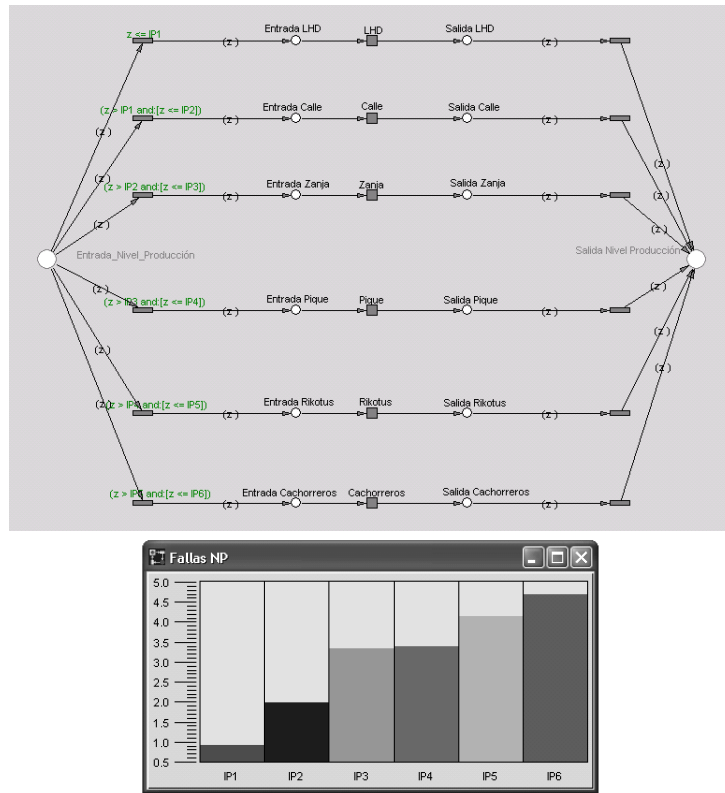 z <= IP1
Entrada LHD
LHD
Salida LHD
(z )
(z )
(z > IP1 and:[z <= IP2])
Entrada Calle
Calle
Salida Calle
(z )
(z )
(z )
(z > IP2 and:[z <= IP3])
Entrada Zanja
Zanja
Salida Zanja
(z )
(z )
(z )
(z )
(z )
(z )
(z )
Entrada_Nivel_Producción
Salida Nivel Producción
(z )
(z )
(z > IP3 and:[z <= IP4])
Entrada Pique
Pique
Salida Pique
(z )
(z )
(z )
(z )
(z )
(z )
(z > IP4 and:[z <= IP5])
Entrada Rikotus
Rikotus
Salida Rikotus
(z )
(z )
(z > IP5 and:[z <= IP6])
Entrada Cachorreros
Cachorreros
Salida Cachorreros
(z )
(z )
Fallas NP
5.0
4.5
4.0
3.5
3.0
2.5
2.0
1.5
1.0
0.5
IP1 IP2 IP3 IP4 IP5 IP6